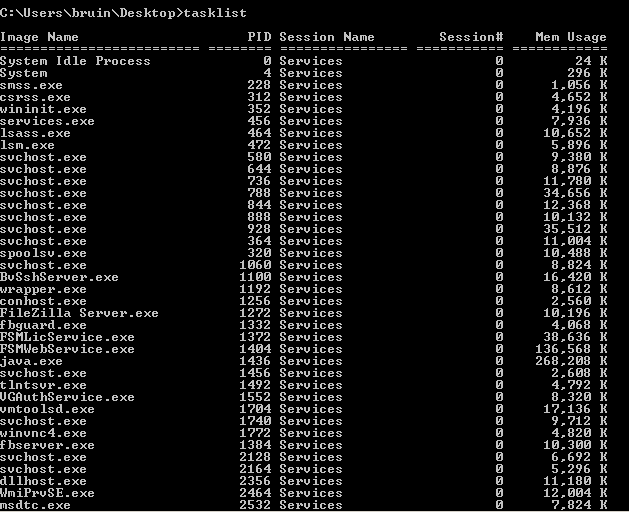 C:\Users\bruin\Desktop>tasklist
Image Name                     PID Session Name        Session#    Mem Usage
========================= ======== ================ =========== ============
System Idle Process              0 Services                   0         24 K
System                           4 Services                   0        296 K
smss.exe                       228 Services                   0      1,056 K
csrss.exe                      312 Services                   0      4,652 K
wininit.exe                    352 Services                   0      4,196 K
services.exe                   456 Services                   0      7,936 K
lsass.exe                      464 Services                   0     10,652 K
lsm.exe                        472 Services                   0      5,896 K
svchost.exe                    580 Services                   0      9,380 K
svchost.exe                    644 Services                   0      8,876 K
svchost.exe                    736 Services                   0     11,780 K
svchost.exe                    788 Services                   0     34,656 K
svchost.exe                    844 Services                   0     12,368 K
svchost.exe                    888 Services                   0     10,132 K
svchost.exe                    928 Services                   0     35,512 K
svchost.exe                    364 Services                   0     11,004 K
spoolsv.exe                    320 Services                   0     10,488 K
svchost.exe                   1060 Services                   0      8,824 K
BvSshServer.exe               1100 Services                   0     16,420 K
wrapper.exe                   1192 Services                   0      8,612 K
conhost.exe                   1256 Services                   0      2,560 K
FileZilla Server.exe          1272 Services                   0     10,196 K
fbguard.exe                   1332 Services                   0      4,068 K
FSMLicService.exe             1372 Services                   0     38,636 K
FSMWebService.exe             1404 Services                   0    136,568 K
java.exe                      1436 Services                   0    268,208 K
svchost.exe                   1456 Services                   0      2,608 K
tlntsvr.exe                   1492 Services                   0      4,792 K
VGAuthService.exe             1552 Services                   0      8,320 K
vmtoolsd.exe                  1704 Services                   0     17,136 K
svchost.exe                   1740 Services                   0      9,712 K
winvnc4.exe                   1772 Services                   0      4,820 K
fbserver.exe                  1384 Services                   0     10,300 K
svchost.exe                   2128 Services                   0      6,692 K
svchost.exe                   2164 Services                   0      5,296 K
dllhost.exe                   2356 Services                   0     11,180 K
WmiPrvSE.exe                  2464 Services                   0     12,004 K
msdtc.exe                     2532 Services                   0      7,824 K